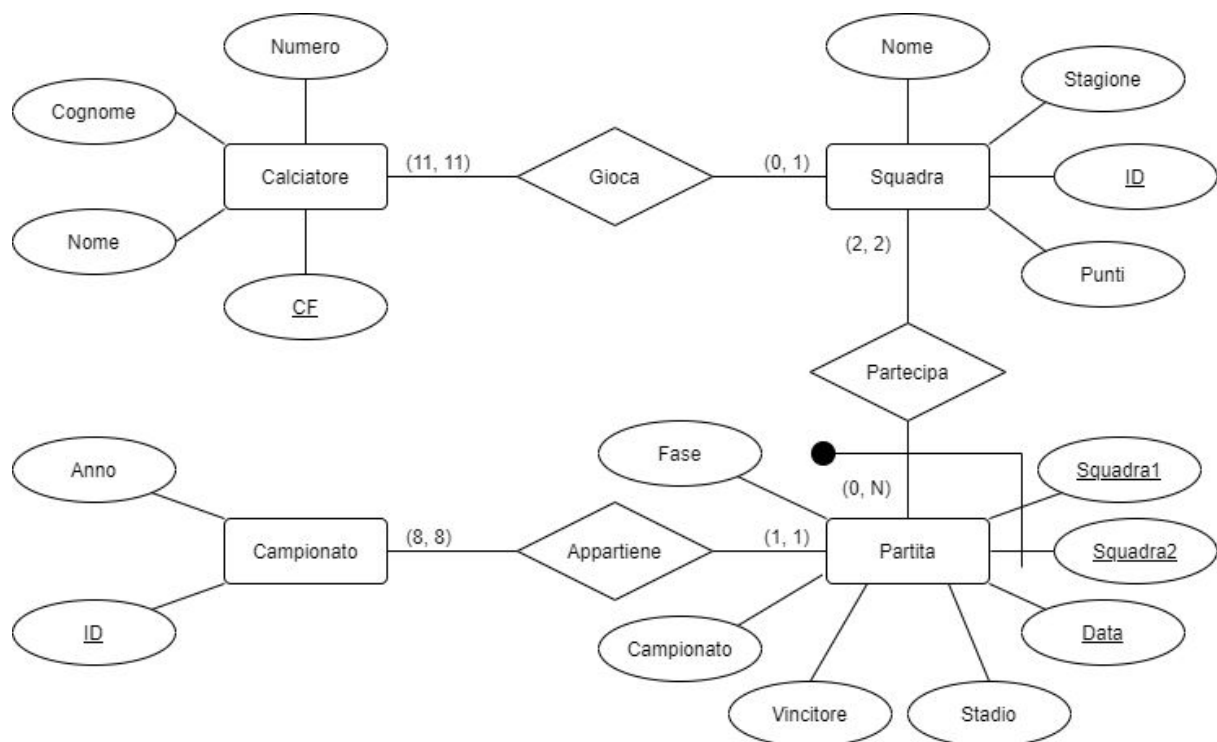 Numero
Nome
Cognome
Stagione
Calciatore
(11, 11)
Gioca
(0, 1)
Squadra
ID
Nome
(2, 2)
Punti
CF
Partecipa
Anno
Fase
Squadra1
(0, N)
Campionato
(8, 8)
Appartiene
(1, 1)
Partita
Squadra2
ID
Campionato
Data
Vincitore
Stadio